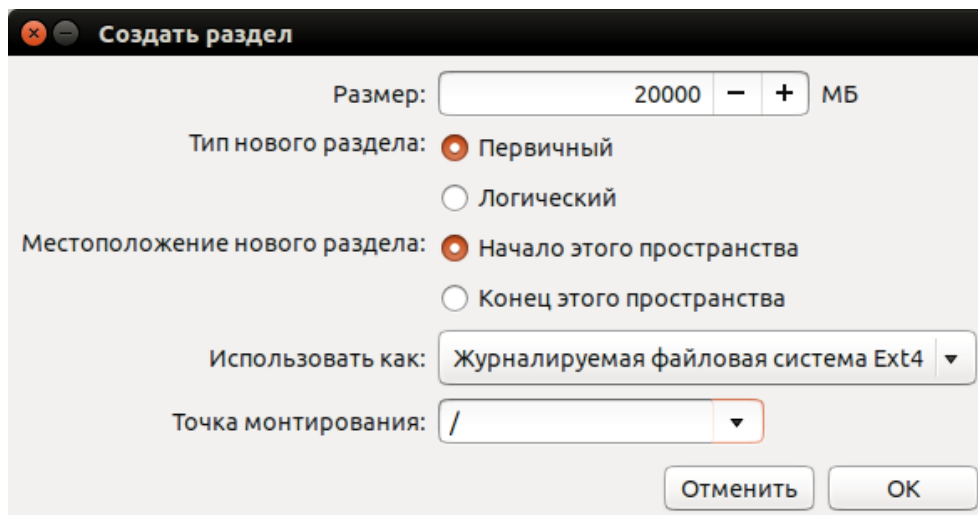 Создать раздел
Размер: 20000 − + МБ
Тип нового раздела: Первичный
Логический
Местоположение нового раздела: Начало этого пространства
Конец этого пространства
Использовать как: Журналируемая файловая система Ext4
Точка монтирования: /
Отменить OK